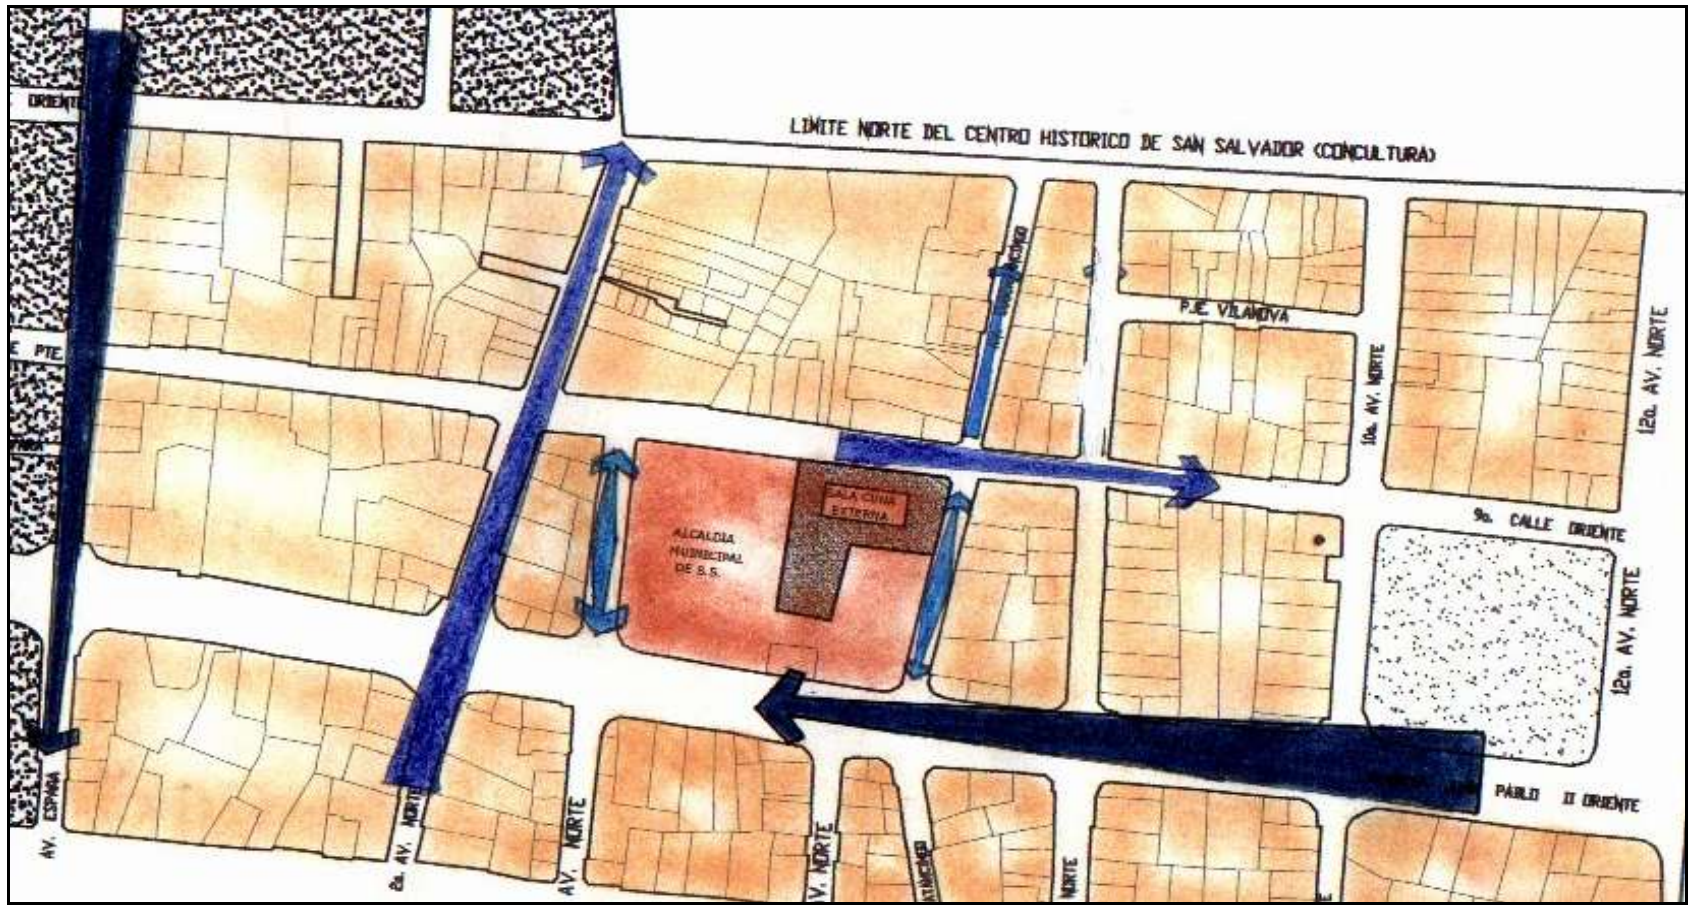 ORIENTE
LIMITE NORTE DEL CENTRO HISTORICO DE SAN SALVADOR (CONCULTURA)
PJE. VILANOVA
E PTE.
10a. AV. NORTE
12a. AV. NORTE
SALA CUNA
EXTERNA
ALCALDIA
MUINICIPAL
DE S.S.
9a. CALLE ORIENTE
12a. AV. NORTE
PABLO II ORIENTE
AV. ESPAÑA
2a. AV. NORTE
AV. NORTE
V. NORTE
NORTE